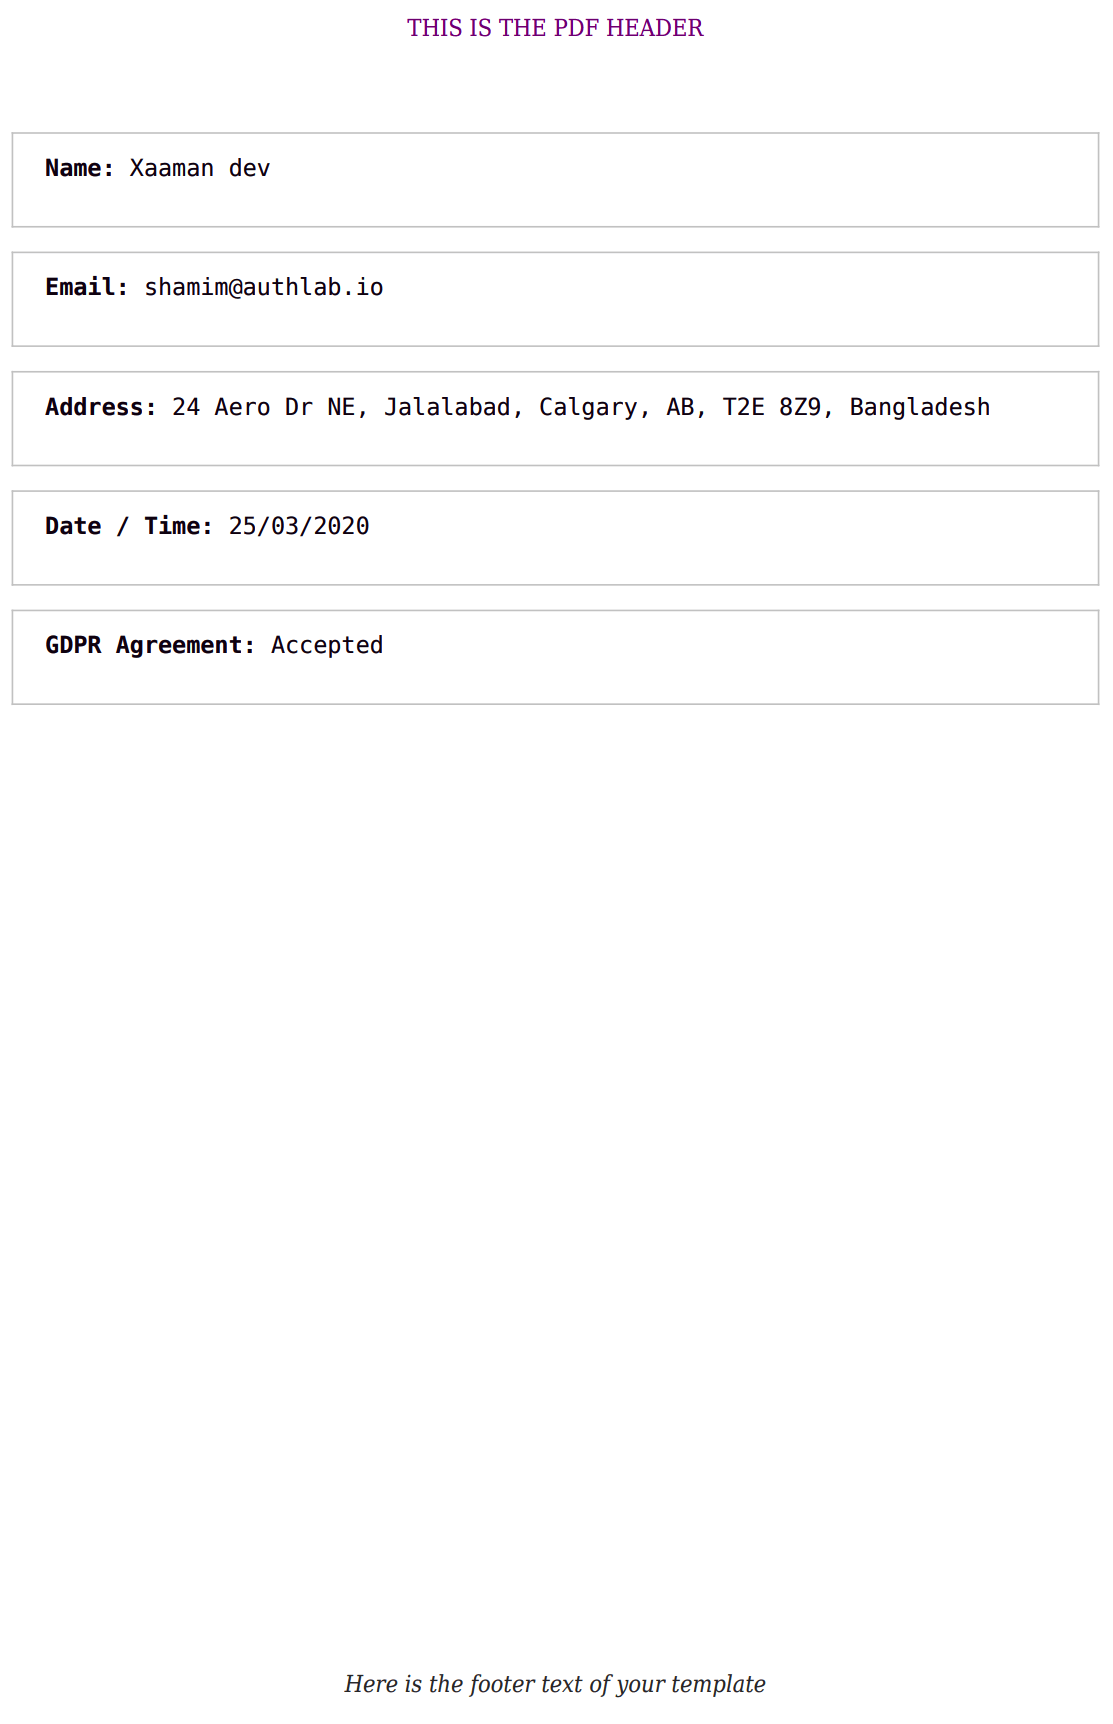 THIS IS THE PDF HEADER
Name: Xaaman dev
Email: shamim@authlab.io
Address: 24 Aero Dr NE, Jalalabad, Calgary, AB, T2E 8Z9, Bangladesh
Date / Time: 25/03/2020
GDPR Agreement: Accepted
Here is the footer text of your template